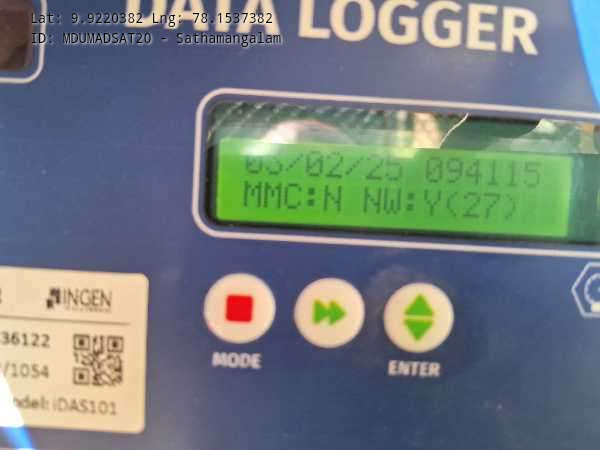 Lat: 9.9220382 Lng: 78.1537382
ID: MDUMADSAT20 - Sathamangalam
DATA LOGGER
03/02/25 094115
MMC:N NW:Y(27)
INGEN
36122
/1054
odel: iDAS101
MODE
ENTER